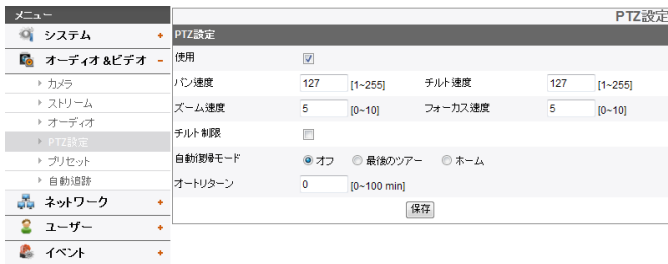 メニュー
システム +
オーディオ&ビデオ -
カメラ
ストリーム
オーディオ
PTZ設定
プリセット
自動追跡
ネットワーク +
ユーザー +
イベント +
PTZ設定
PTZ設定
使用
パン速度 127 [1~255] チルト速度 127 [1~255]
ズーム速度 5 [0~10] フォーカス速度 5 [0~10]
チルト制限
自動復帰モード オフ 最後のツアー ホーム
オートリターン 0 [0~100 min]
保存